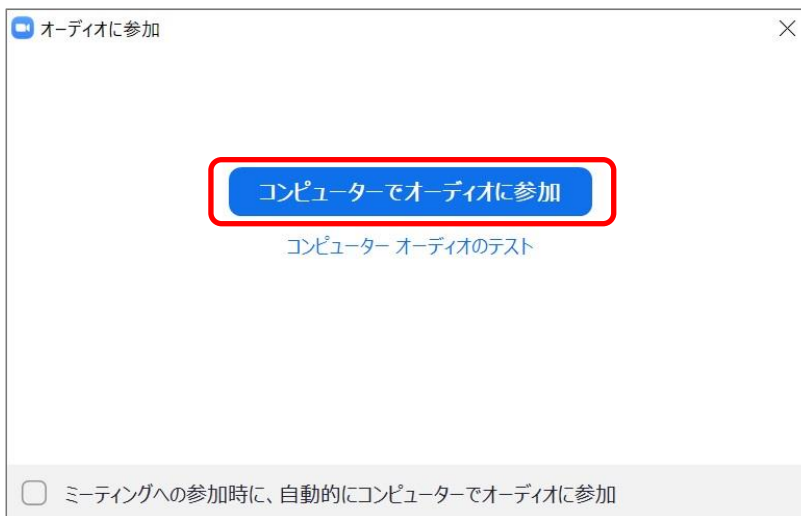 オーディオに参加
コンピューターでオーディオに参加
コンピューター オーディオのテスト
ミーティングへの参加時に、自動的にコンピューターでオーディオに参加